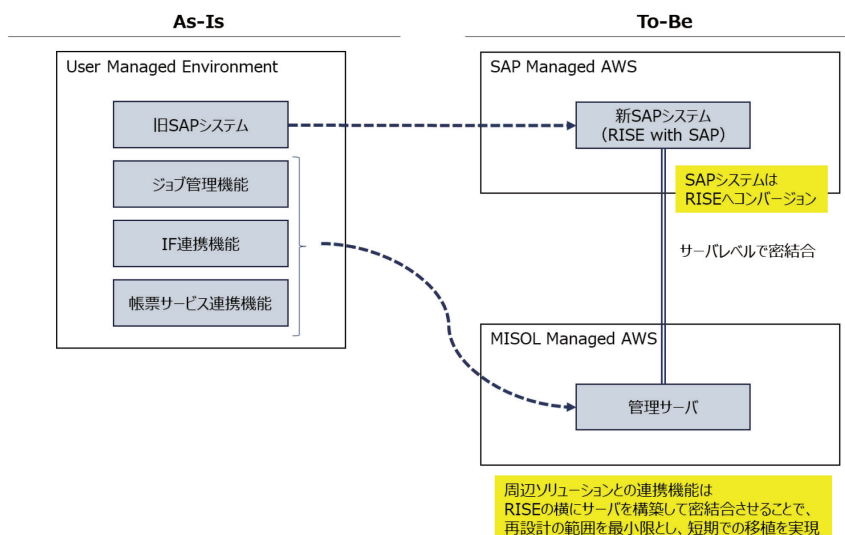 As-Is
To-Be
User Managed Environment
旧SAPシステム
ジョブ管理機能
IF連携機能
帳票サービス連携機能
SAP Managed AWS
新SAPシステム
(RISE with SAP)
SAPシステムは
RISEへコンバージョン
サーバレベルで密結合
MISOL Managed AWS
管理サーバ
周辺ソリューションとの連携機能は
RISEの横にサーバを構築して密結合させることで、
再設計の範囲を最小限とし、短期での移植を実現